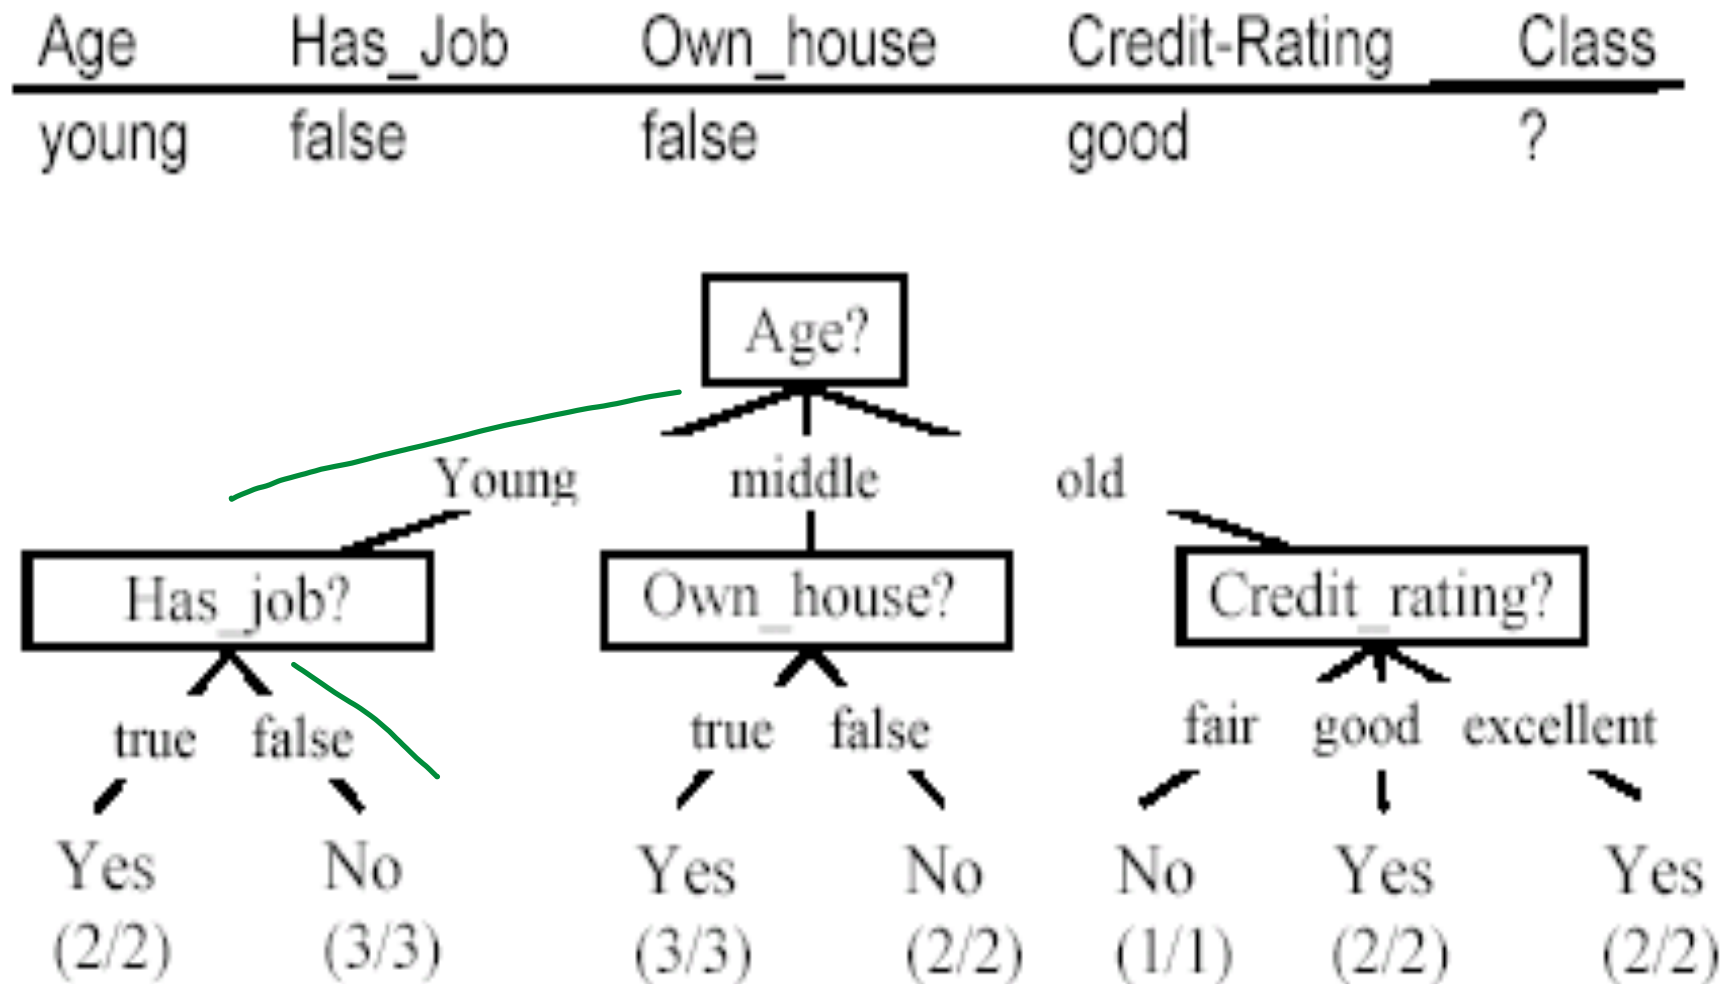 Age Has_Job Own_house Credit-Rating Class
young false false good ?
Age?
Young middle old
Has_job? Own_house? Credit_rating?
true false true false fair good excellent
Yes No Yes No No Yes Yes
(2/2) (3/3) (3/3) (2/2) (1/1) (2/2) (2/2)